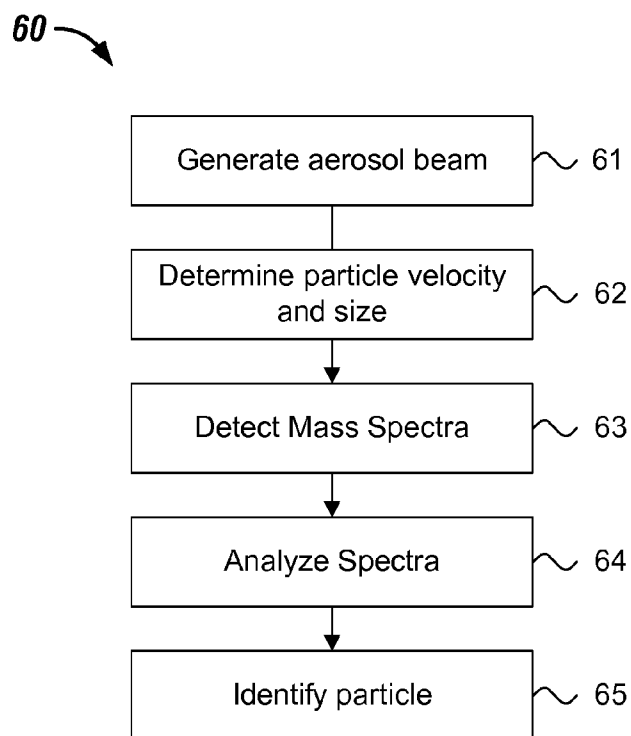 60
Generate aerosol beam
61
Determine particle velocity
and size
62
Detect Mass Spectra
63
Analyze Spectra
64
Identify particle
65